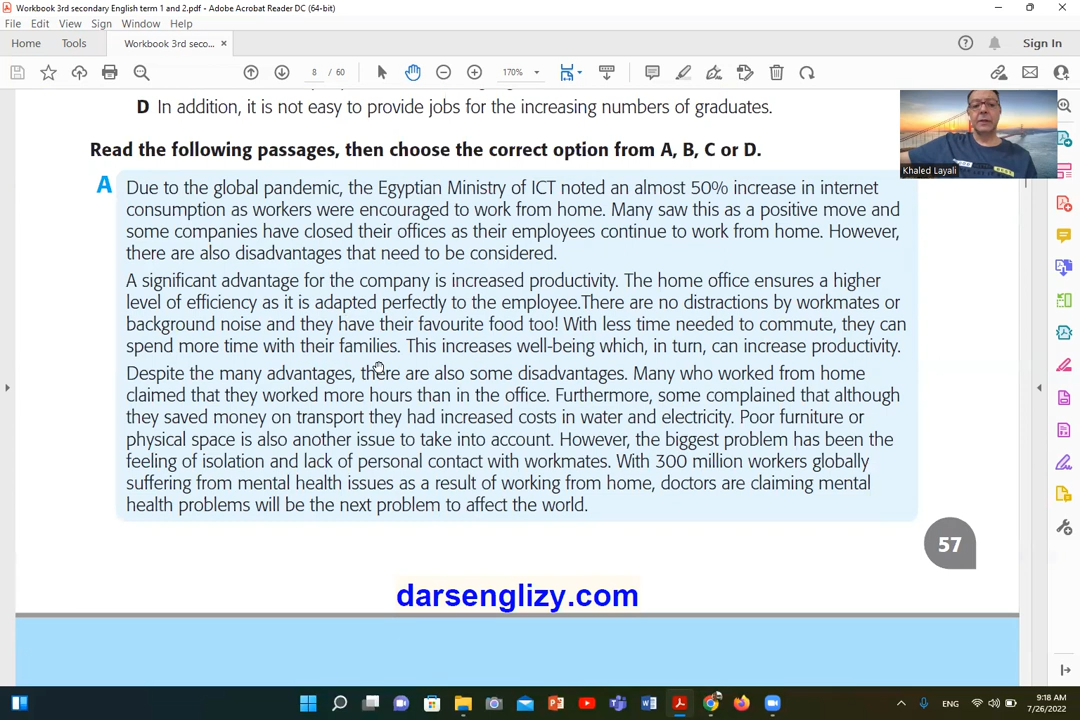 Workbook 3rd secondary English term 1 and 2.pdf - Adobe Acrobat Reader DC (64-bit)
File Edit View Sign Window Help
Home Tools Workbook 3rd seco... × Sign In
8 / 60 170%
D In addition, it is not easy to provide jobs for the increasing numbers of graduates.
Read the following passages, then choose the correct option from A, B, C or D.
Khaled Layali
A Due to the global pandemic, the Egyptian Ministry of ICT noted an almost 50% increase in internet
consumption as workers were encouraged to work from home. Many saw this as a positive move and
some companies have closed their offices as their employees continue to work from home. However,
there are also disadvantages that need to be considered.
A significant advantage for the company is increased productivity. The home office ensures a higher
level of efficiency as it is adapted perfectly to the employee.There are no distractions by workmates or
background noise and they have their favourite food too! With less time needed to commute, they can
spend more time with their families. This increases well-being which, in turn, can increase productivity.
Despite the many advantages, there are also some disadvantages. Many who worked from home
claimed that they worked more hours than in the office. Furthermore, some complained that although
they saved money on transport they had increased costs in water and electricity. Poor furniture or
physical space is also another issue to take into account. However, the biggest problem has been the
feeling of isolation and lack of personal contact with workmates. With 300 million workers globally
suffering from mental health issues as a result of working from home, doctors are claiming mental
health problems will be the next problem to affect the world.
57
darsenglizy.com
ENG
9:18 AM
7/26/2022